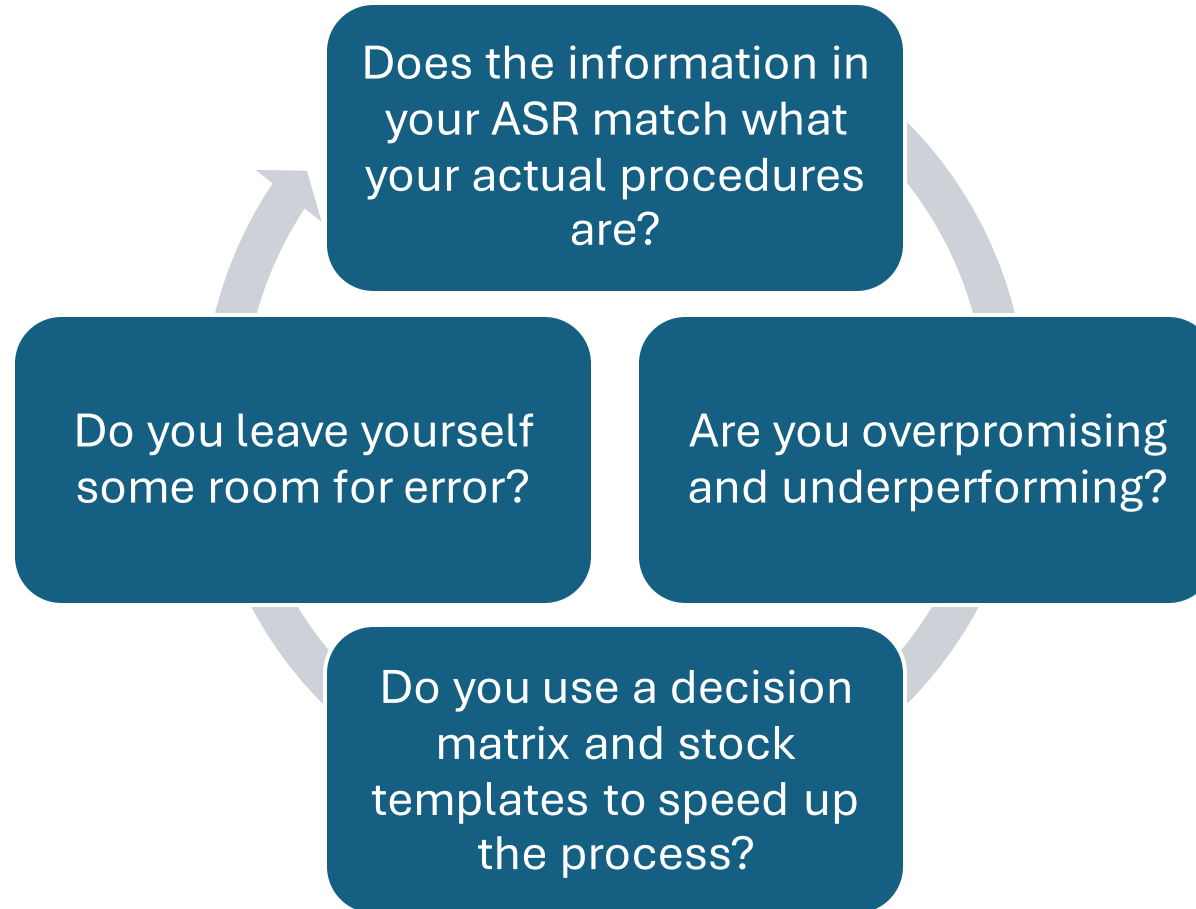 Does the information in
your ASR match what
your actual procedures
are?
Are you overpromising
and underperforming?
Do you use a decision
matrix and stock
templates to speed up
the process?
Do you leave yourself
some room for error?